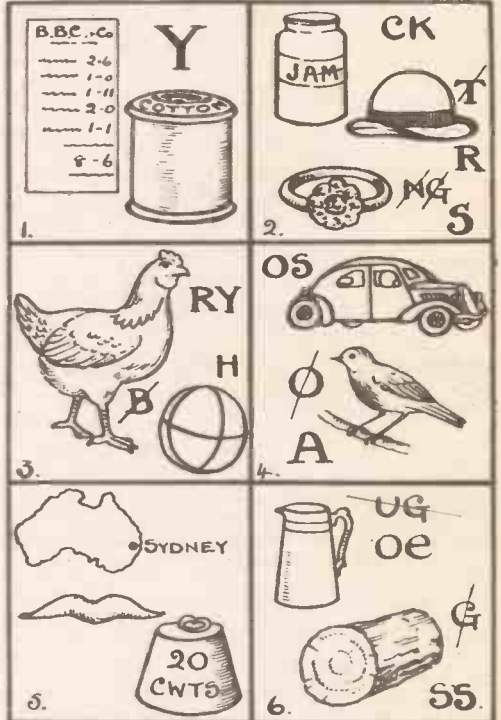 B.B.C. & Co
2-6
1-0
1-11
2-0
1-1
8-6
Y
COTTON
1.
CK
JAM
T
R
NG
S
2.
RY
H
B
3.
OS
O
A
4.
SYDNEY
20
CWTS
5.
UG
oe
G
SS.
6.